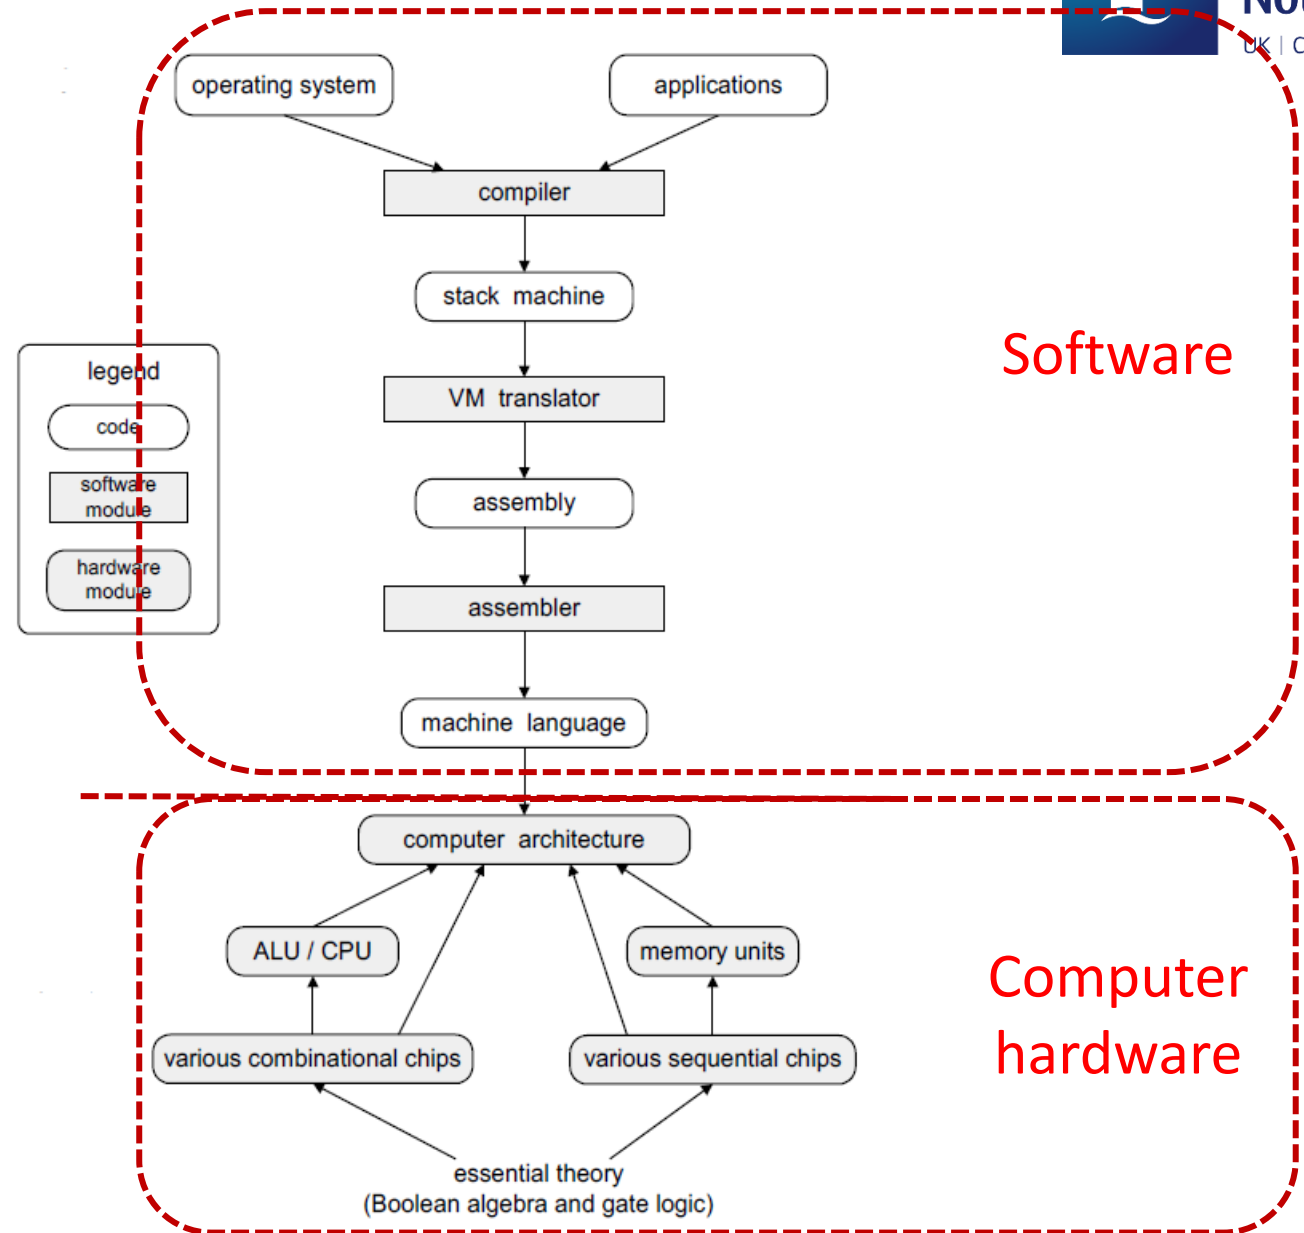 UK | C
operating system
applications
compiler
stack machine
Software
legend
VM translator
code
software
module
assembly
hardware
module
assembler
machine language
computer architecture
ALU / CPU
memory units
Computer
hardware
various combinational chips
various sequential chips
essential theory
(Boolean algebra and gate logic)